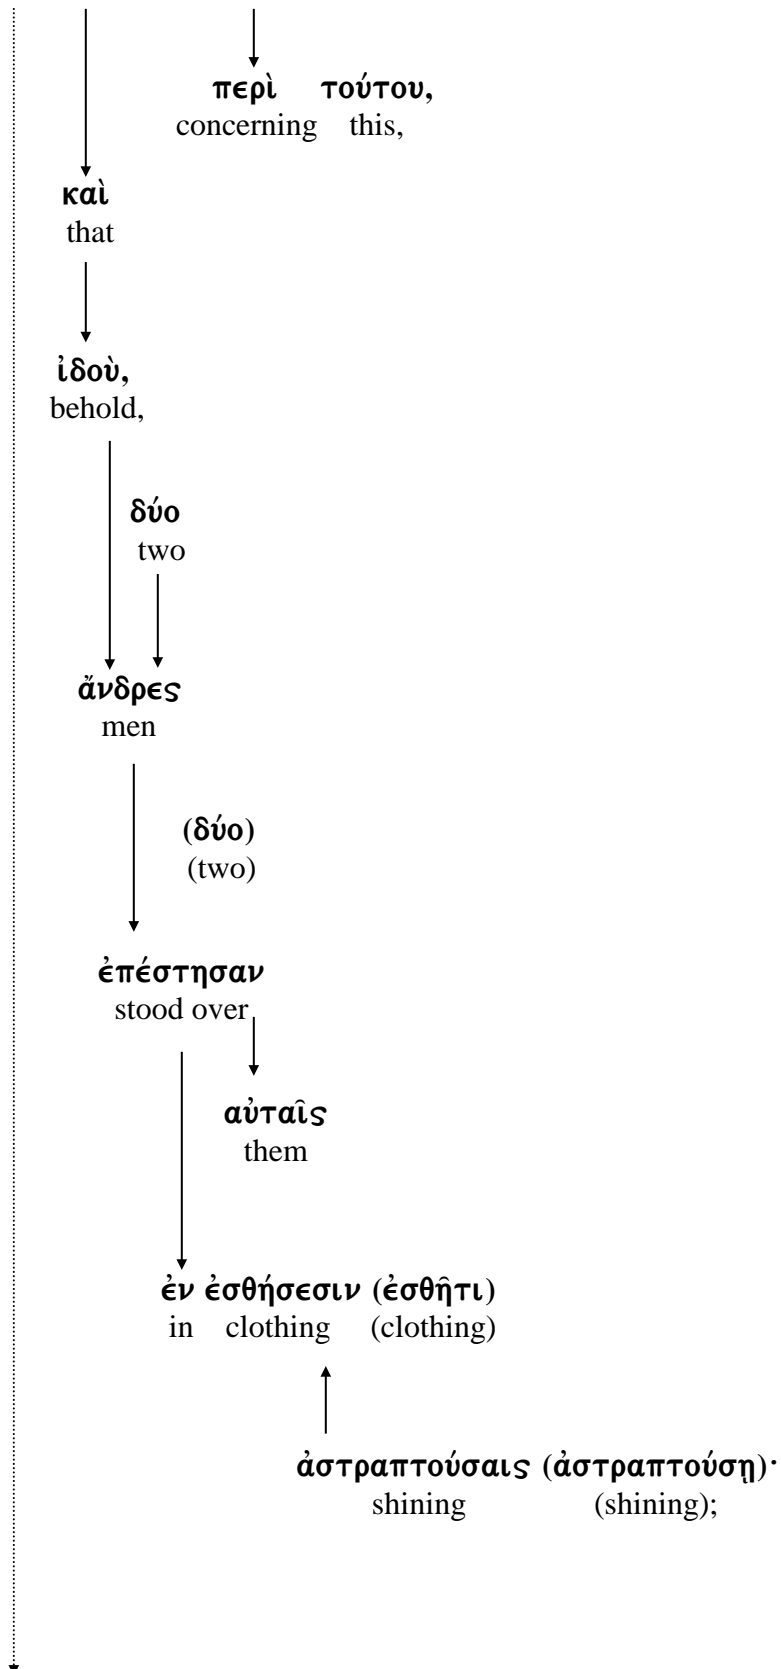 περὶ τούτου,
concerning this,
καὶ
that
ἰδοὺ,
behold,
δύο
two
ἄνδρες
men
(δύο)
(two)
ἐπέστησαν
stood over
αὐταῖς
them
ἐν ἐσθήσεσιν (ἐσθῆτι)
in clothing (clothing)
ἀστραπτούσαις (ἀστραπτούσῃ)·
shining (shining);